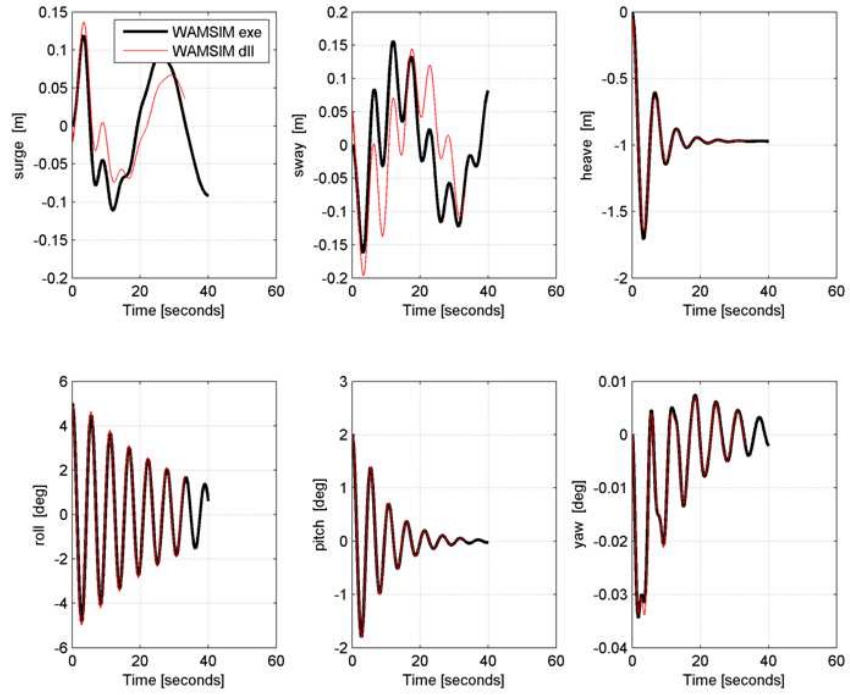 0.15
0.1
0.05
0
-0.05
-0.1
-0.15
-0.2
surge [m]
WAMSIM exe
WAMSIM dll
0 20 40 60
Time [seconds]
0.2
0.15
0.1
0.05
0
-0.05
-0.1
-0.15
-0.2
sway [m]
0 20 40 60
Time [seconds]
0
-0.5
-1
-1.5
-2
heave [m]
0 20 40 60
Time [seconds]
6
4
2
0
-2
-4
-6
roll [deg]
0 20 40 60
Time [seconds]
3
2
1
0
-1
-2
pitch [deg]
0 20 40 60
Time [seconds]
0.01
0
-0.01
-0.02
-0.03
-0.04
yaw [deg]
0 20 40 60
Time [seconds]